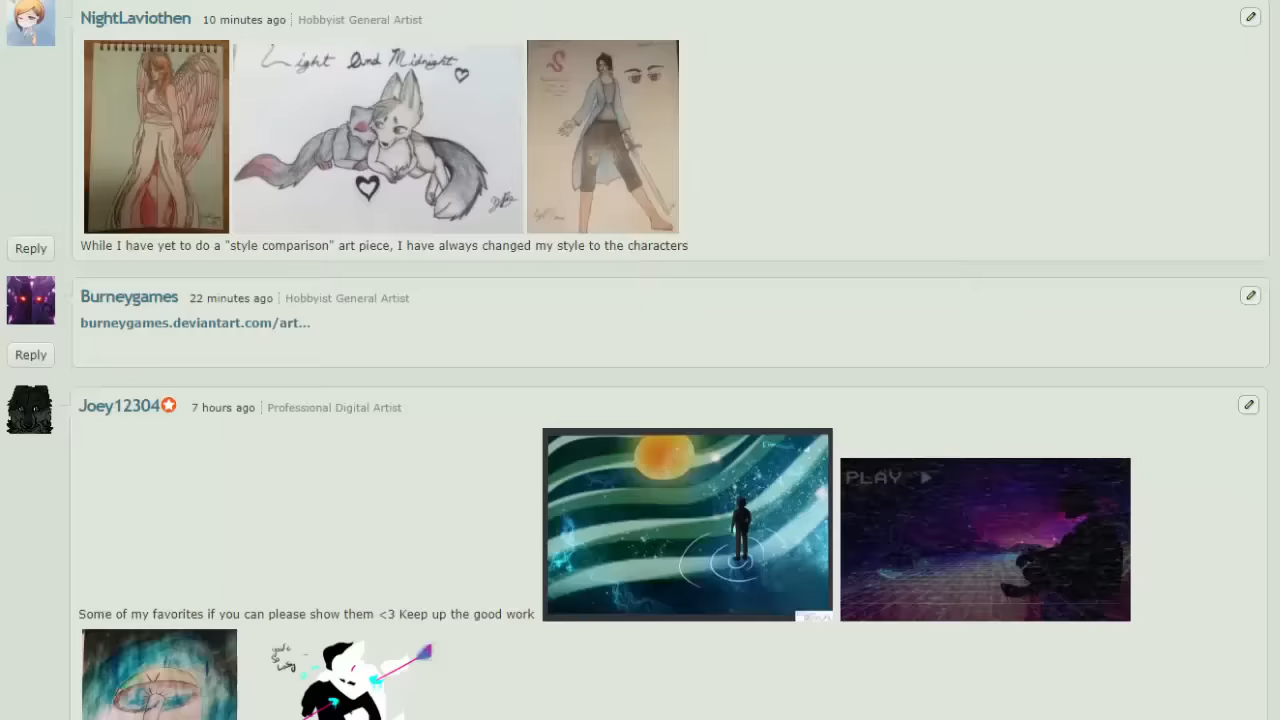 NightLaviothen 10 minutes ago Hobbyist General Artist
Light and Midnight
While I have yet to do a "style comparison" art piece, I have always changed my style to the characters
Reply
Burneygames 22 minutes ago Hobbyist General Artist
burneygames.deviantart.com/art...
Reply
Joey12304 7 hours ago Professional Digital Artist
PLAY
Some of my favorites if you can please show them <3 Keep up the good work
you're
so